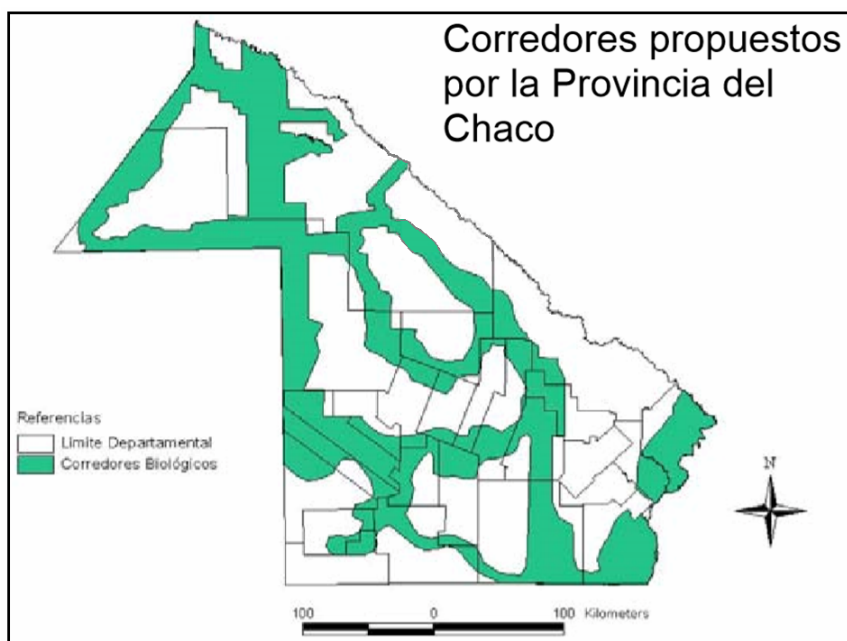 Corredores propuestos
por la Provincia del
Chaco
Referencias
Limite Departamental
Corredores Biológicos
N
100 0 100 Kilometers